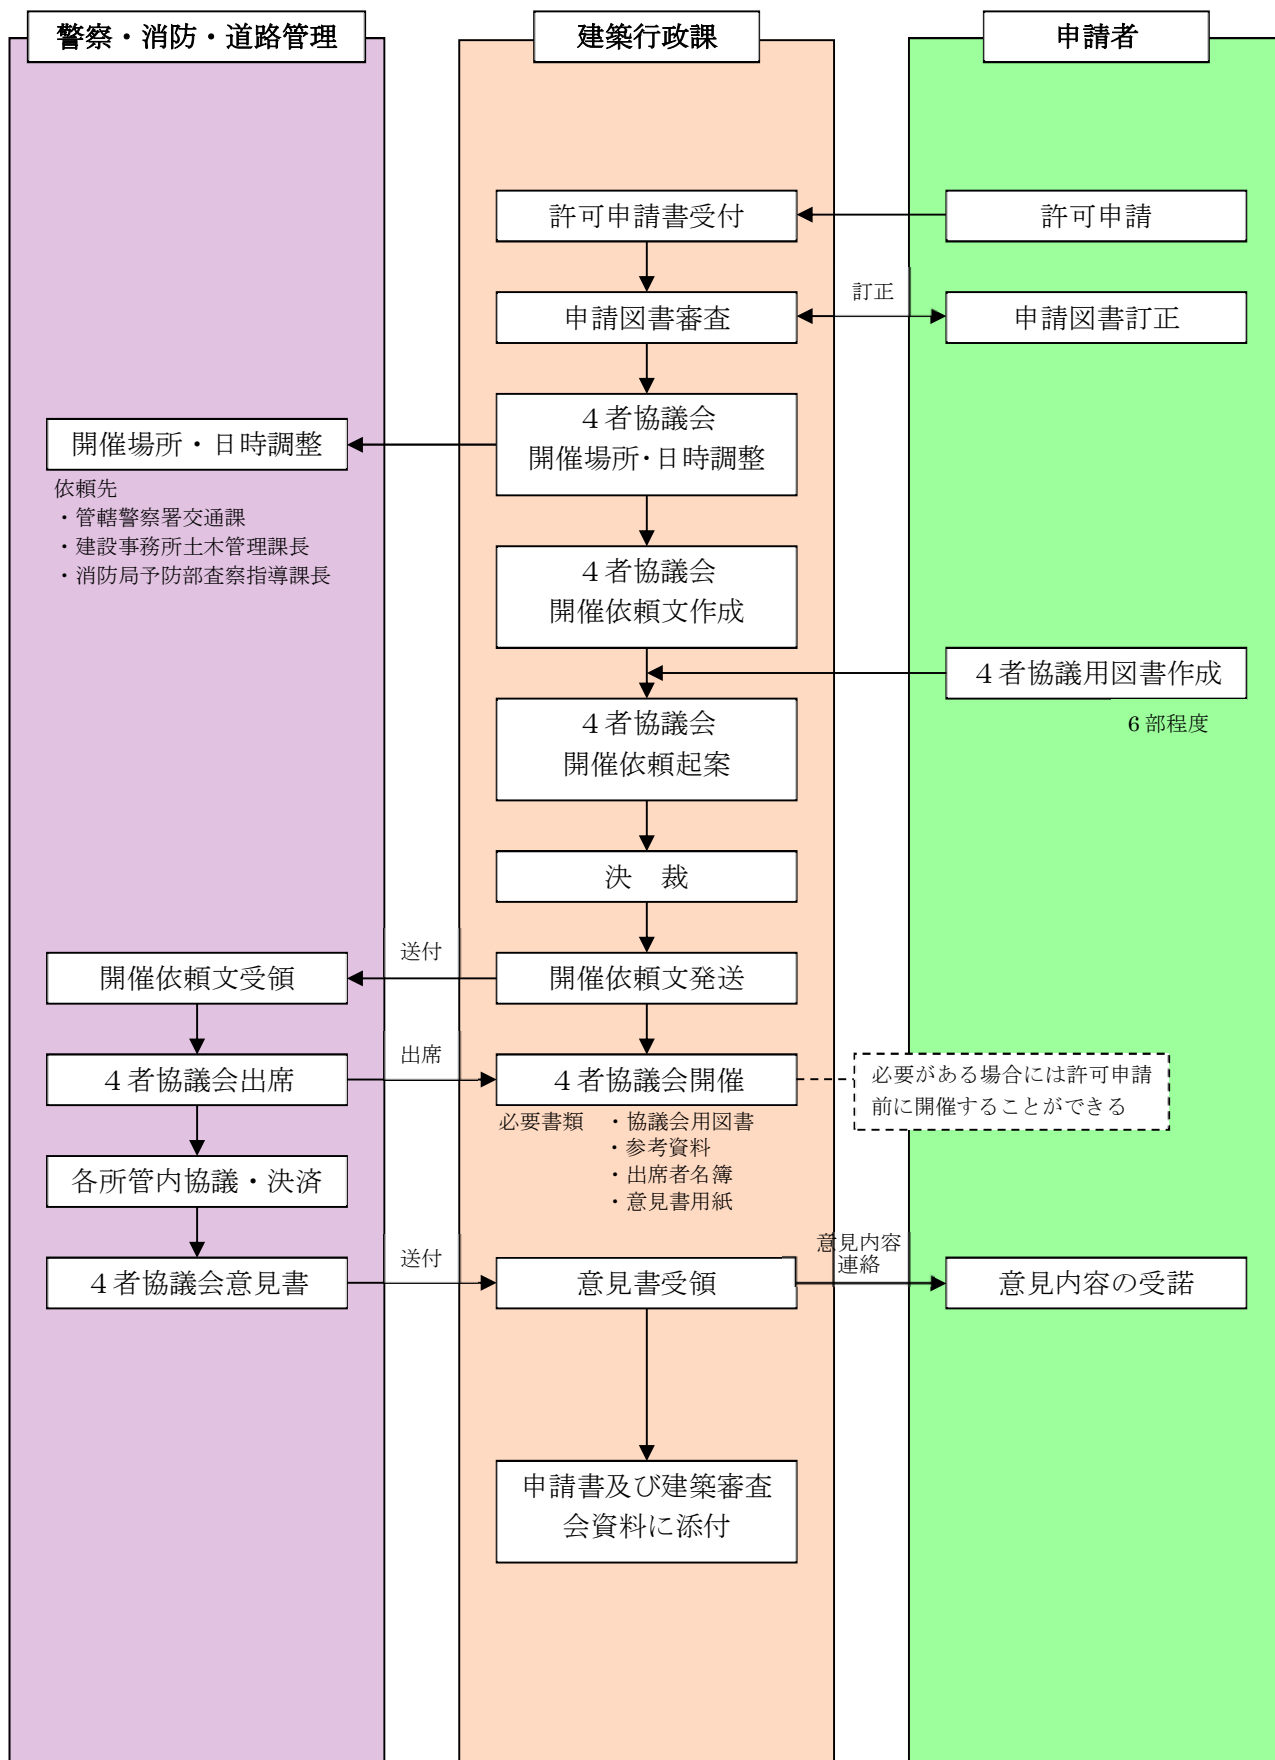 警察・消防・道路管理
建築行政課
申請者
許可申請書受付
許可申請
訂正
申請図書審査
申請図書訂正
４者協議会
開催場所・日時調整
開催場所・日時調整
依頼先
・管轄警察署交通課
・建設事務所土木管理課長
・消防局予防部査察指導課長
４者協議会
開催依頼文作成
４者協議用図書作成
６部程度
４者協議会
開催依頼起案
決　裁
送付
開催依頼文受領
開催依頼文発送
出席
４者協議会出席
４者協議会開催
必要がある場合には許可申請
前に開催することができる
必要書類　・協議会用図書
・参考資料
・出席者名簿
・意見書用紙
各所管内協議・決済
送付
意見内容
連絡
４者協議会意見書
意見書受領
意見内容の受諾
申請書及び建築審査
会資料に添付